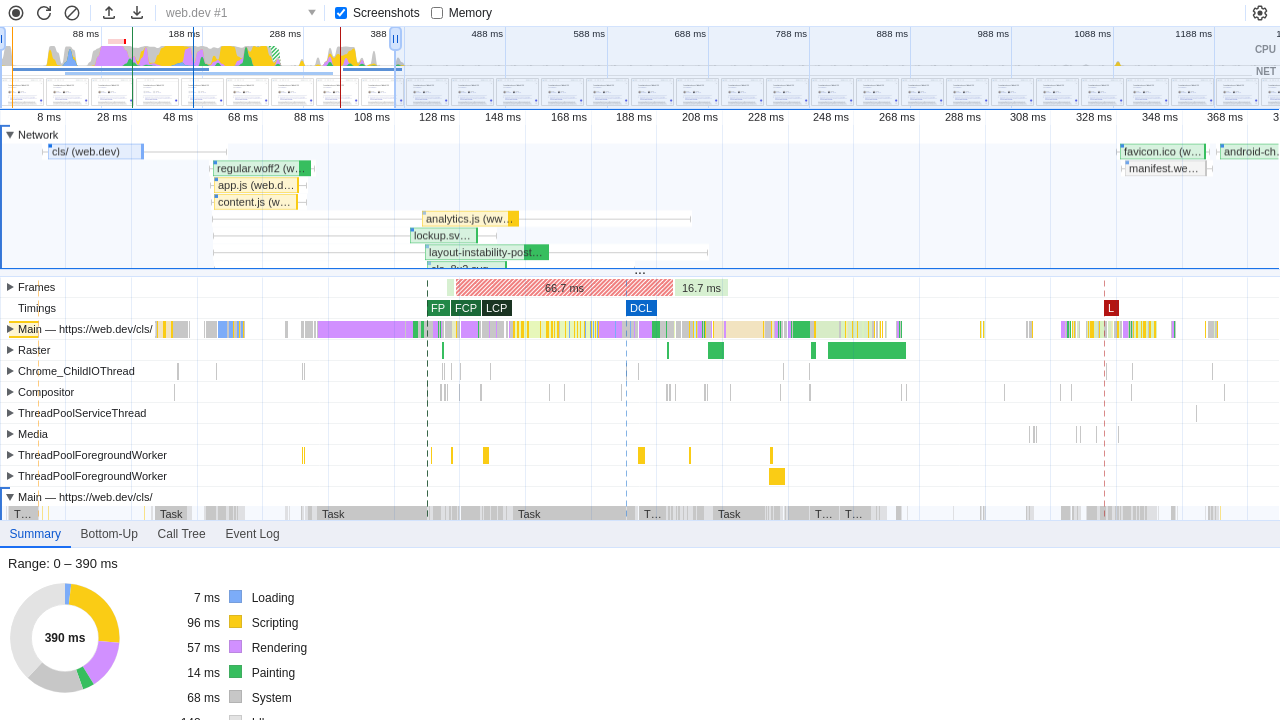 web.dev #1 Screenshots Memory
88 ms 188 ms 288 ms 388 488 ms 588 ms 688 ms 788 ms 888 ms 988 ms 1088 ms 1188 ms
CPU
NET
8 ms 28 ms 48 ms 68 ms 88 ms 108 ms 128 ms 148 ms 168 ms 188 ms 208 ms 228 ms 248 ms 268 ms 288 ms 308 ms 328 ms 348 ms 368 ms 3
Network
cls/ (web.dev) favicon.ico (w… android-ch
regular.woff2 (w… manifest.we…
app.js (web.d…
content.js (w…
analytics.js (ww…
lockup.sv…
layout-instability-post…
Frames 66.7 ms 16.7 ms
Timings FP FCP LCP DCL L
Main — https://web.dev/cls/
Raster
Chrome_ChildIOThread
Compositor
ThreadPoolServiceThread
Media
ThreadPoolForegroundWorker
ThreadPoolForegroundWorker
Main — https://web.dev/cls/
T… Task Task Task T… Task T… T…
Summary Bottom-Up Call Tree Event Log
Range: 0 – 390 ms
390 ms
7 ms Loading
96 ms Scripting
57 ms Rendering
14 ms Painting
68 ms System